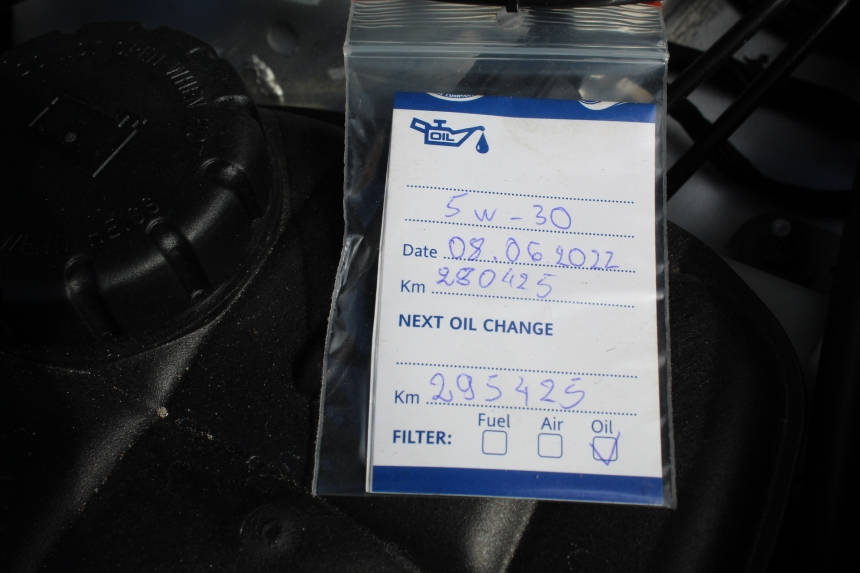 OIL
5w-30
Date 08.06.2022
Km 280425
NEXT OIL CHANGE
Km 295425
Fuel Air Oil
FILTER: